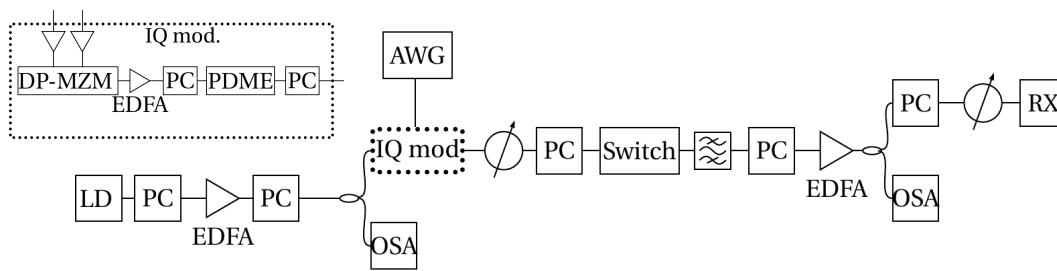 IQ mod.
DP-MZM PC PDME PC
EDFA
AWG
IQ mod
PC Switch PC
EDFA
PC RX
OSA
LD PC PC
EDFA
OSA